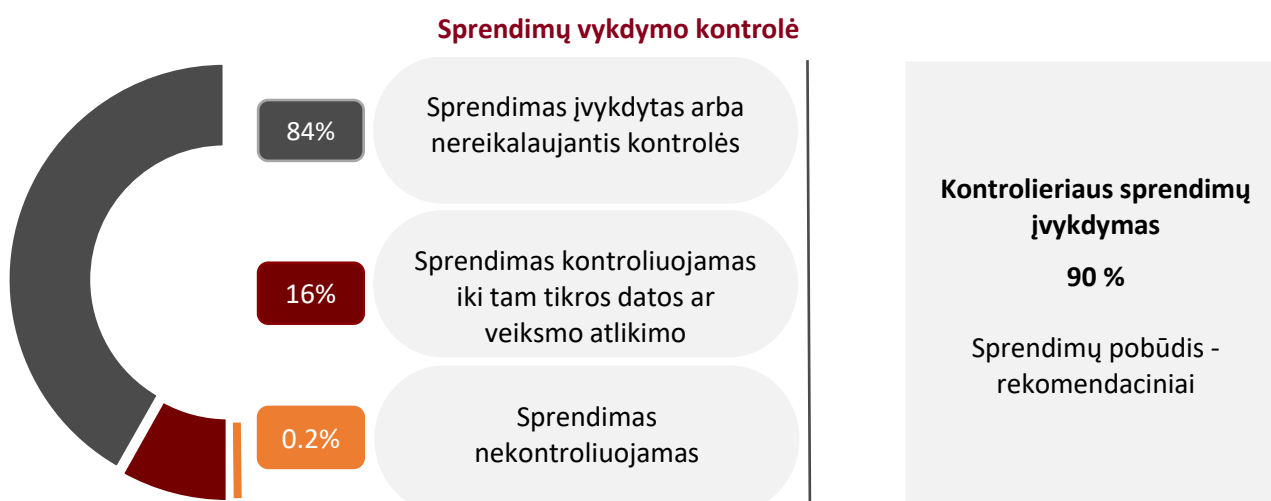 Sprendimų vykdymo kontrolė
84%
Sprendimas įvykdytas arba
nereikalaujantis kontrolės
16%
Sprendimas kontroliuojamas
iki tam tikros datos ar
veiksmo atlikimo
0.2%
Sprendimas
nekontroliuojamas
Kontrolieriaus sprendimų
įvykdymas
90 %
Sprendimų pobūdis -
rekomendaciniai